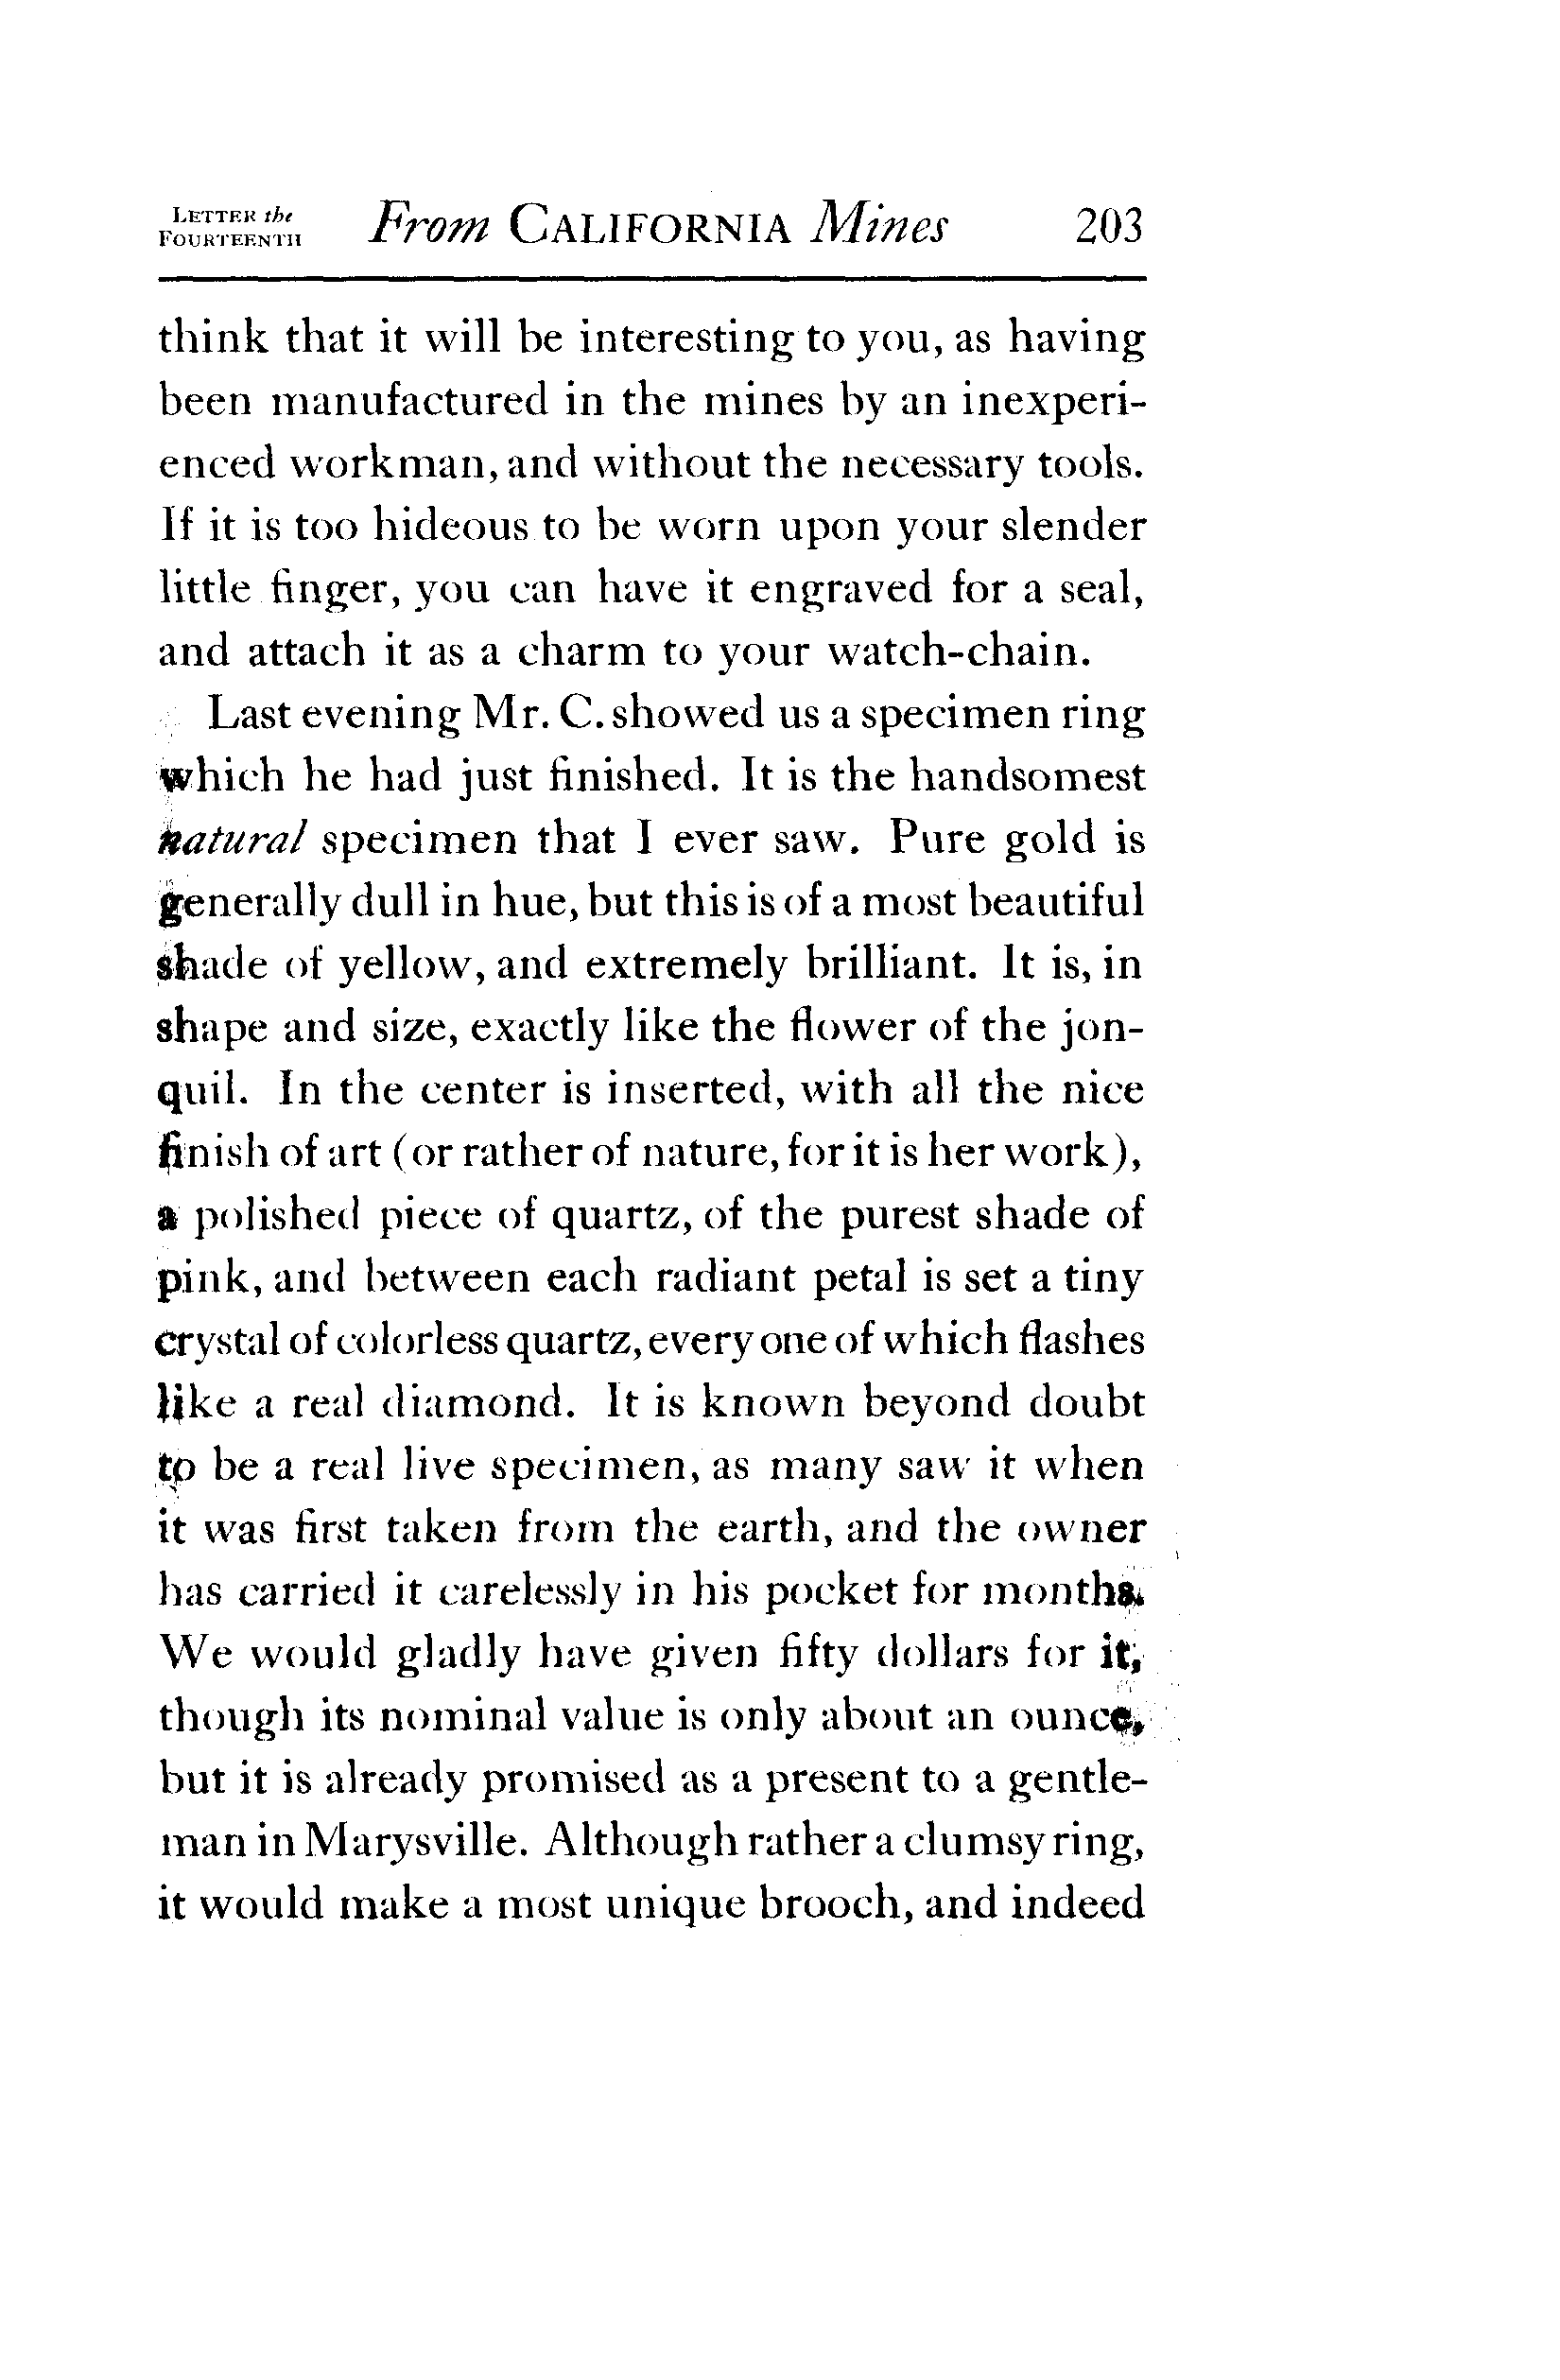 LETTER the
FOURTEENTH
From CALIFORNIA Mines 203
think that it will be interesting to you, as having
been manufactured in the mines by an inexperi-
enced workman, and without the necessary tools.
If it is too hideous to be worn upon your slender
little finger, you can have it engraved for a seal,
and attach it as a charm to your watch-chain.
Last evening Mr. C. showed us a specimen ring
which he had just finished. It is the handsomest
natural specimen that I ever saw. Pure gold is
generally dull in hue, but this is of a most beautiful
shade of yellow, and extremely brilliant. It is, in
shape and size, exactly like the flower of the jon-
quil. In the center is inserted, with all the nice
finish of art (or rather of nature, for it is her work),
a polished piece of quartz, of the purest shade of
pink, and between each radiant petal is set a tiny
crystal of colorless quartz, every one of which flashes
like a real diamond. It is known beyond doubt
to be a real live specimen, as many saw it when
it was first taken from the earth, and the owner
has carried it carelessly in his pocket for months.
We would gladly have given fifty dollars for it,
though its nominal value is only about an ounce,
but it is already promised as a present to a gentle-
man in Marysville. Although rather a clumsy ring,
it would make a most unique brooch, and indeed